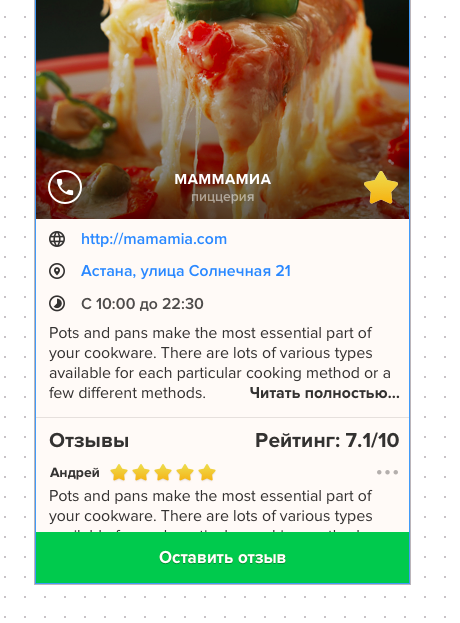 МАММАМИА
пиццерия
http://mamamia.com
Астана, улица Солнечная 21
С 10:00 до 22:30
Pots and pans make the most essential part of
your cookware. There are lots of various types
available for each particular cooking method or a
few different methods. Читать полностью...
Отзывы Рейтинг: 7.1/10
Андрей
Pots and pans make the most essential part of
your cookware. There are lots of various types
Оставить отзыв